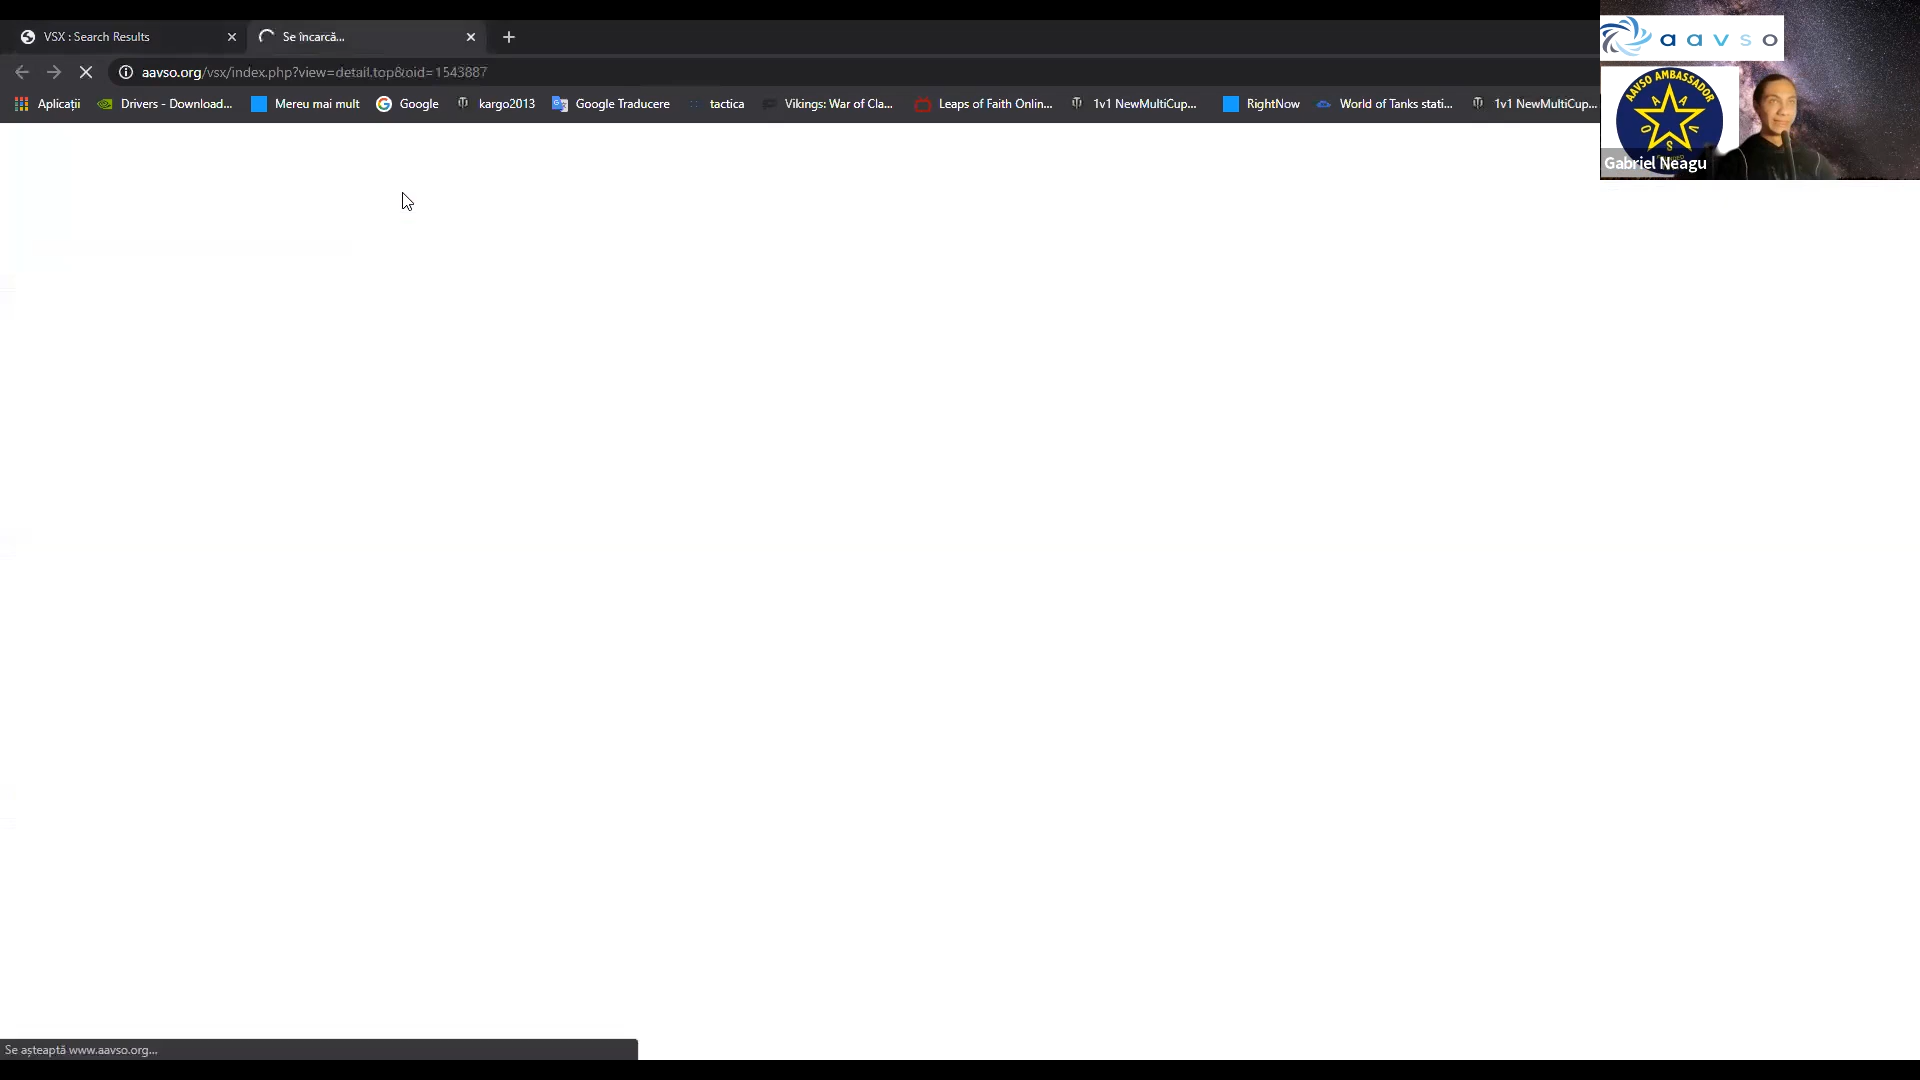 VSX : Search Results
Se încarcă...
aavso.org/vsx/index.php?view=detail.top&oid=1543887
Aplicații
Drivers - Download...
Mereu mai mult
Google
kargo2013
Google Traducere
tactica
Vikings: War of Cla...
Leaps of Faith Onlin...
1v1 NewMultiCup...
RightNow
World of Tanks stati...
1v1 NewMultiCup...
aavso
AAVSO AMBASSADOR
A A
O V
S
Gabriel Neagu
Se așteaptă www.aavso.org...